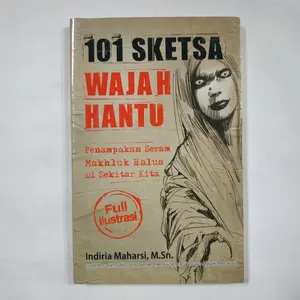 101 SKETSA
WAJAH
HANTU
Penampakan Seram
Makhluk Halus
Di Sekitar Kita
Full
Ilustrasi
Indiria Maharsi, M.Sn.